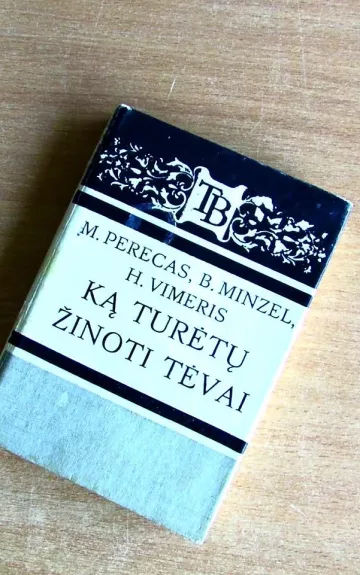 TB
M. PERECAS, B. MINZEL,
H. VIMERIS
KĄ TURĖTŲ
ŽINOTI TĖVAI